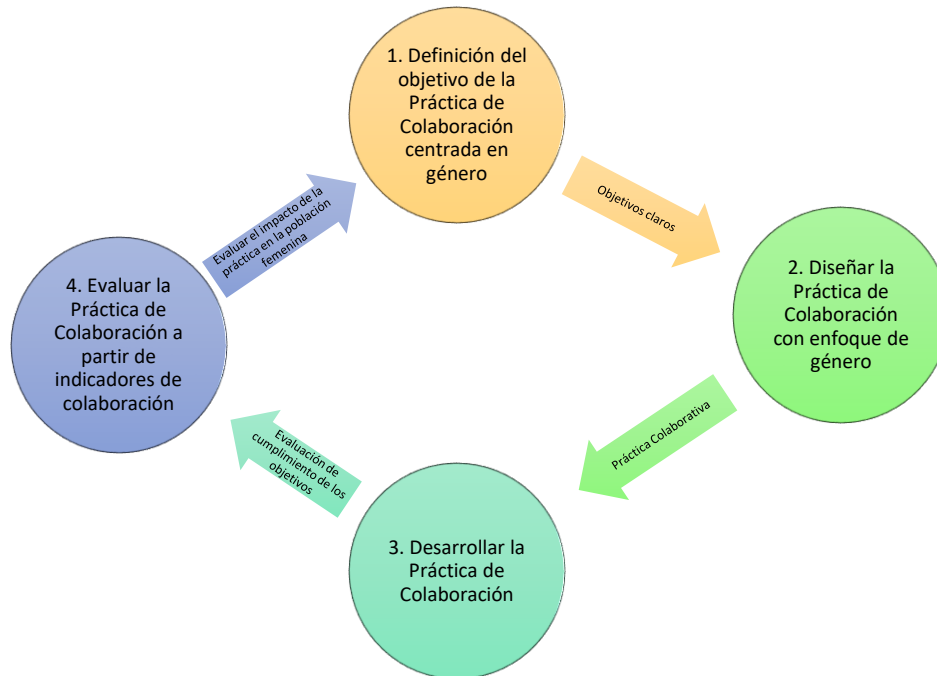 1. Definición del
objetivo de la
Práctica de
Colaboración
centrada en
género
Objetivos claros
2. Diseñar la
Práctica de
Colaboración
con enfoque de
género
Práctica Colaborativa
3. Desarrollar la
Práctica de
Colaboración
Evaluación de
cumplimiento de los
objetivos
4. Evaluar la
Práctica de
Colaboración a
partir de
indicadores de
colaboración
Evaluar el impacto de la
práctica en la población
femenina